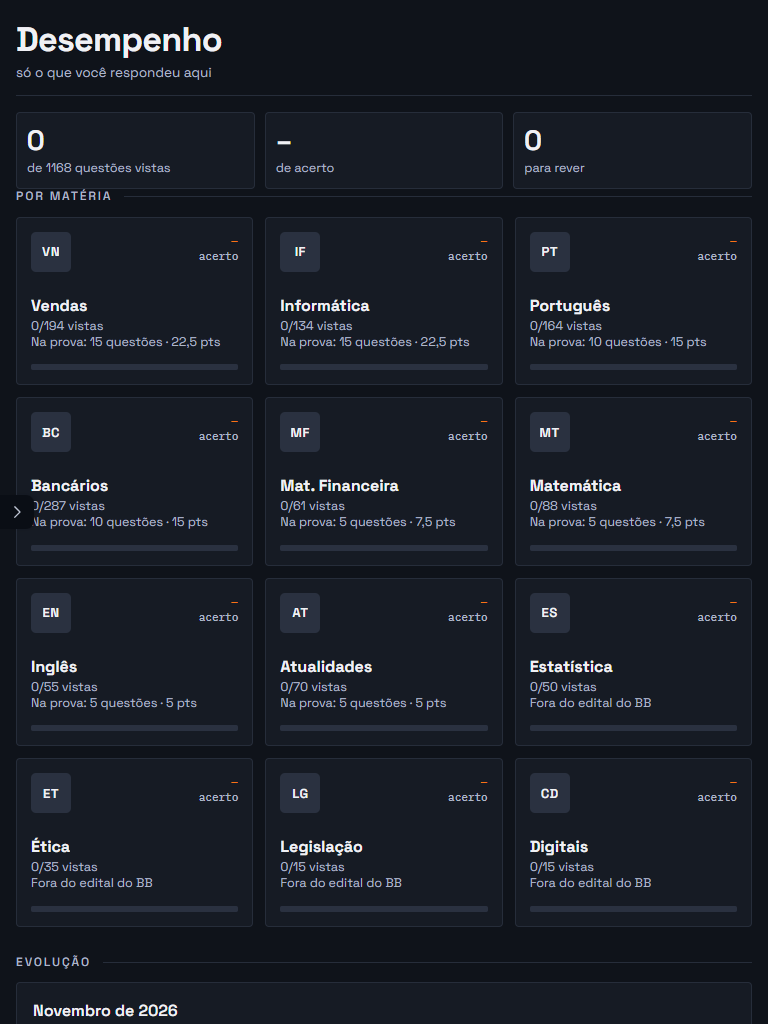 Desempenho
só o que você respondeu aqui
0
de 1168 questões vistas
–
de acerto
0
para rever
POR MATÉRIA
VN
–
acerto
Vendas
0/194 vistas
Na prova: 15 questões · 22,5 pts
IF
–
acerto
Informática
0/134 vistas
Na prova: 15 questões · 22,5 pts
PT
–
acerto
Português
0/164 vistas
Na prova: 10 questões · 15 pts
BC
–
acerto
Bancários
0/287 vistas
Na prova: 10 questões · 15 pts
MF
–
acerto
Mat. Financeira
0/61 vistas
Na prova: 5 questões · 7,5 pts
MT
–
acerto
Matemática
0/88 vistas
Na prova: 5 questões · 7,5 pts
EN
–
acerto
Inglês
0/55 vistas
Na prova: 5 questões · 5 pts
AT
–
acerto
Atualidades
0/70 vistas
Na prova: 5 questões · 5 pts
ES
–
acerto
Estatística
0/50 vistas
Fora do edital do BB
ET
–
acerto
Ética
0/35 vistas
Fora do edital do BB
LG
–
acerto
Legislação
0/15 vistas
Fora do edital do BB
CD
–
acerto
Digitais
0/15 vistas
Fora do edital do BB
EVOLUÇÃO
Novembro de 2026